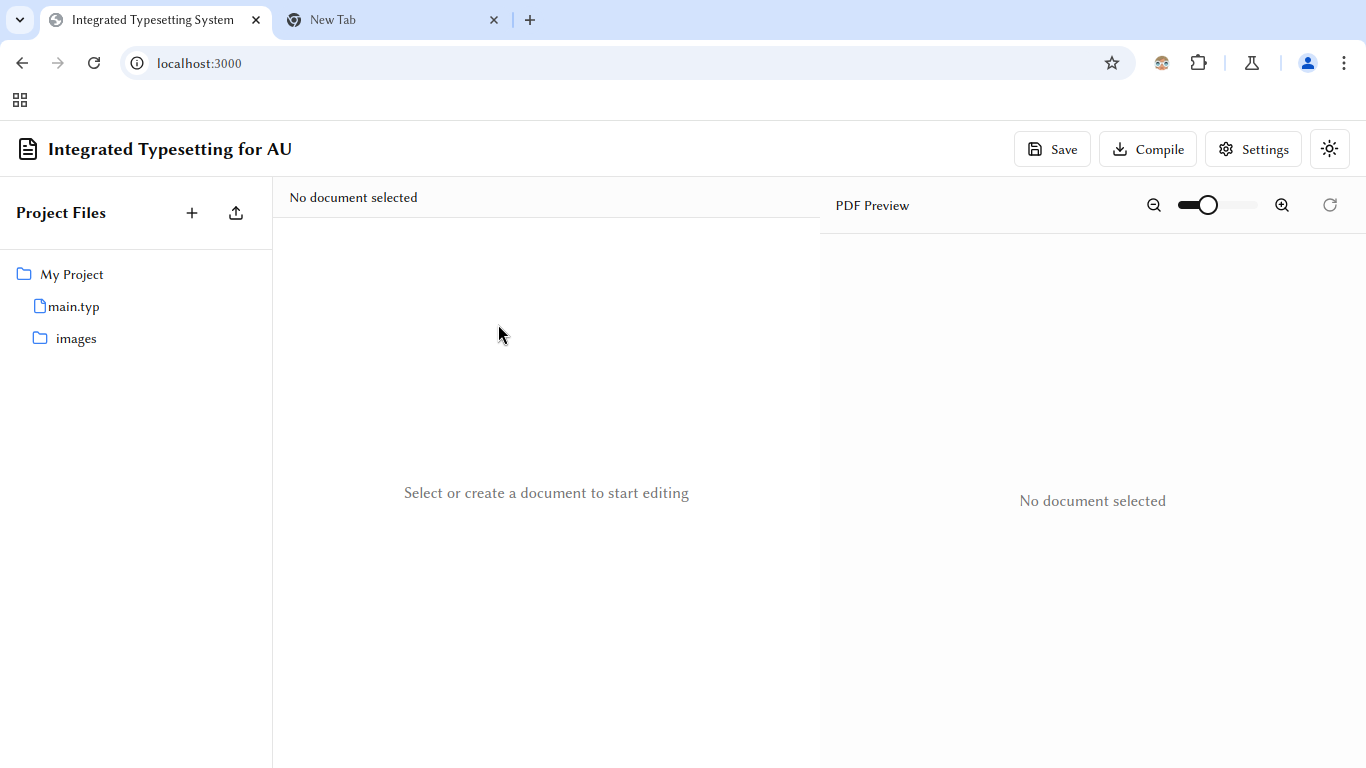 Integrated Typesetting System
New Tab
localhost:3000
Integrated Typesetting for AU
Save
Compile
Settings
Project Files
No document selected
PDF Preview
My Project
main.typ
images
Select or create a document to start editing
No document selected